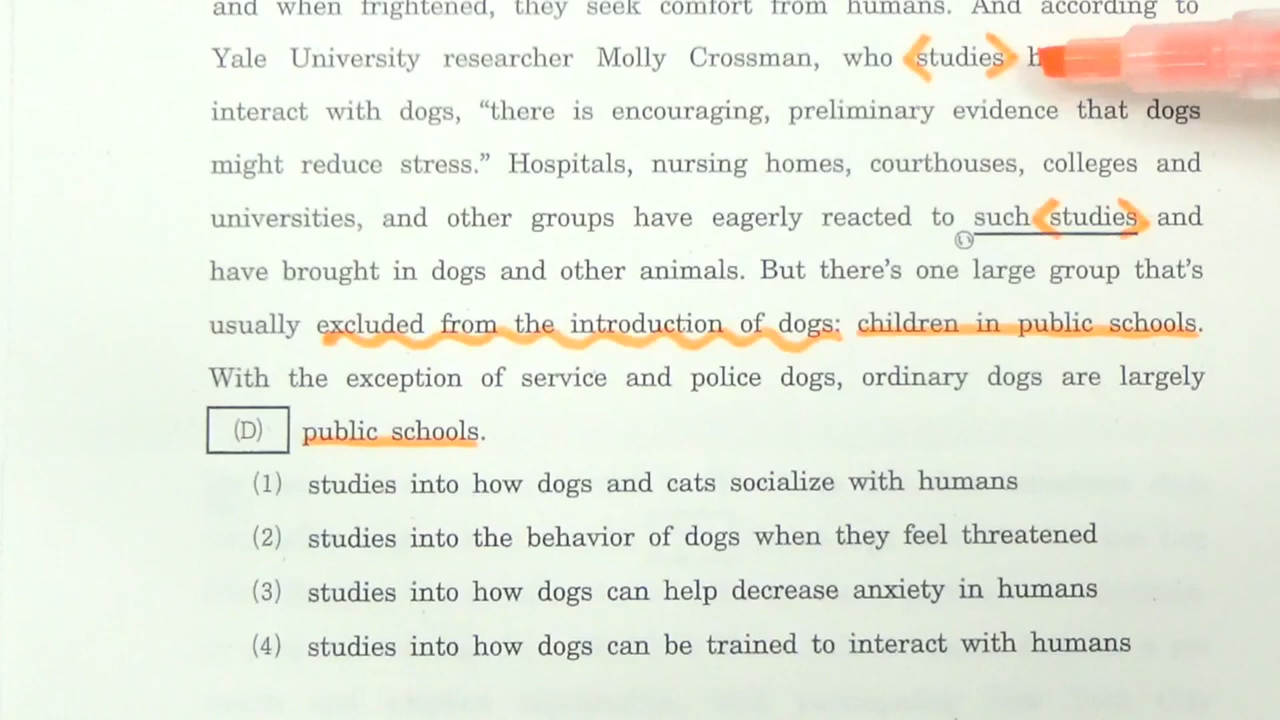 and when frightened, they seek comfort from humans. And according to
Yale University researcher Molly Crossman, who studies
interact with dogs, “there is encouraging, preliminary evidence that dogs
might reduce stress.” Hospitals, nursing homes, courthouses, colleges and
universities, and other groups have eagerly reacted to such studies and
have brought in dogs and other animals. But there’s one large group that’s
usually excluded from the introduction of dogs: children in public schools.
With the exception of service and police dogs, ordinary dogs are largely
(D) public schools.
(1) studies into how dogs and cats socialize with humans
(2) studies into the behavior of dogs when they feel threatened
(3) studies into how dogs can help decrease anxiety in humans
(4) studies into how dogs can be trained to interact with humans